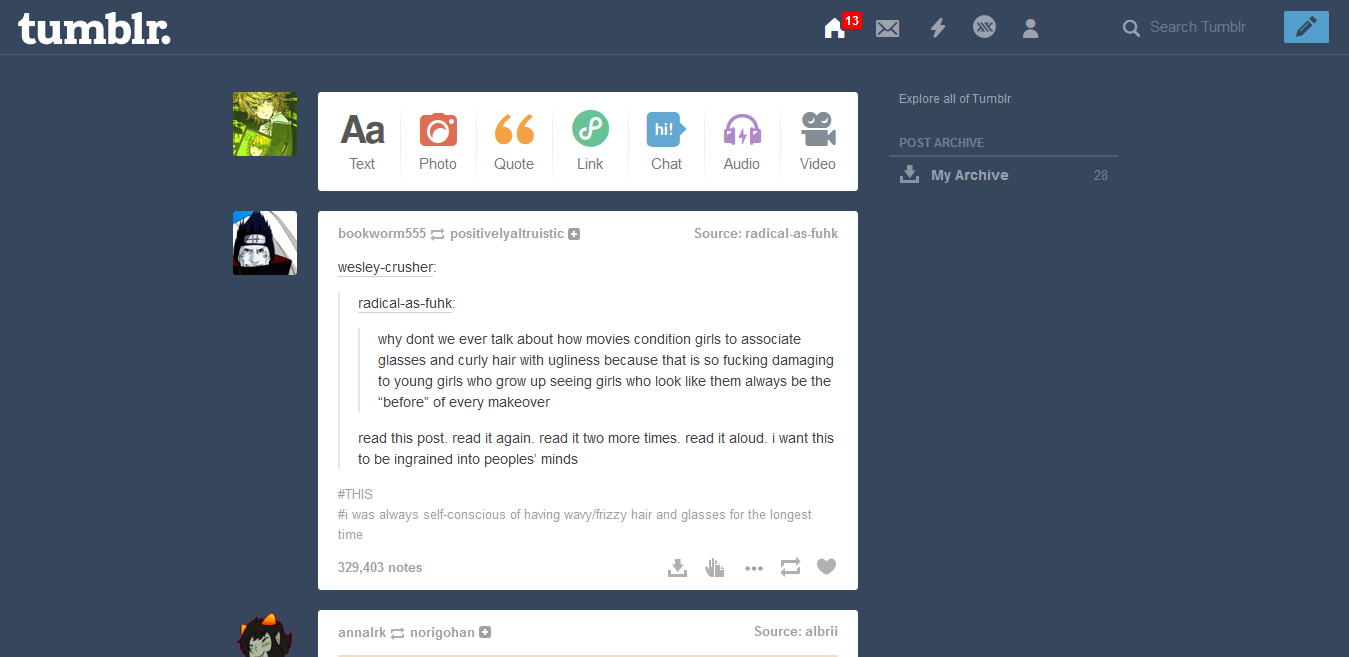 tumblr.
13
Search Tumblr
Explore all of Tumblr
Aa
hi!
Text
Photo
Quote
Link
Chat
Audio
Video
POST ARCHIVE
My Archive
28
bookworm555 positivelyaltruistic
Source: radical-as-fuhk
wesley-crusher:
radical-as-fuhk:
why dont we ever talk about how movies condition girls to associate
glasses and curly hair with ugliness because that is so fucking damaging
to young girls who grow up seeing girls who look like them always be the
“before” of every makeover
read this post. read it again. read it two more times. read it aloud. i want this
to be ingrained into peoples’ minds
#THIS
#i was always self-conscious of having wavy/frizzy hair and glasses for the longest
time
329,403 notes
annalrk norigohan
Source: albrii